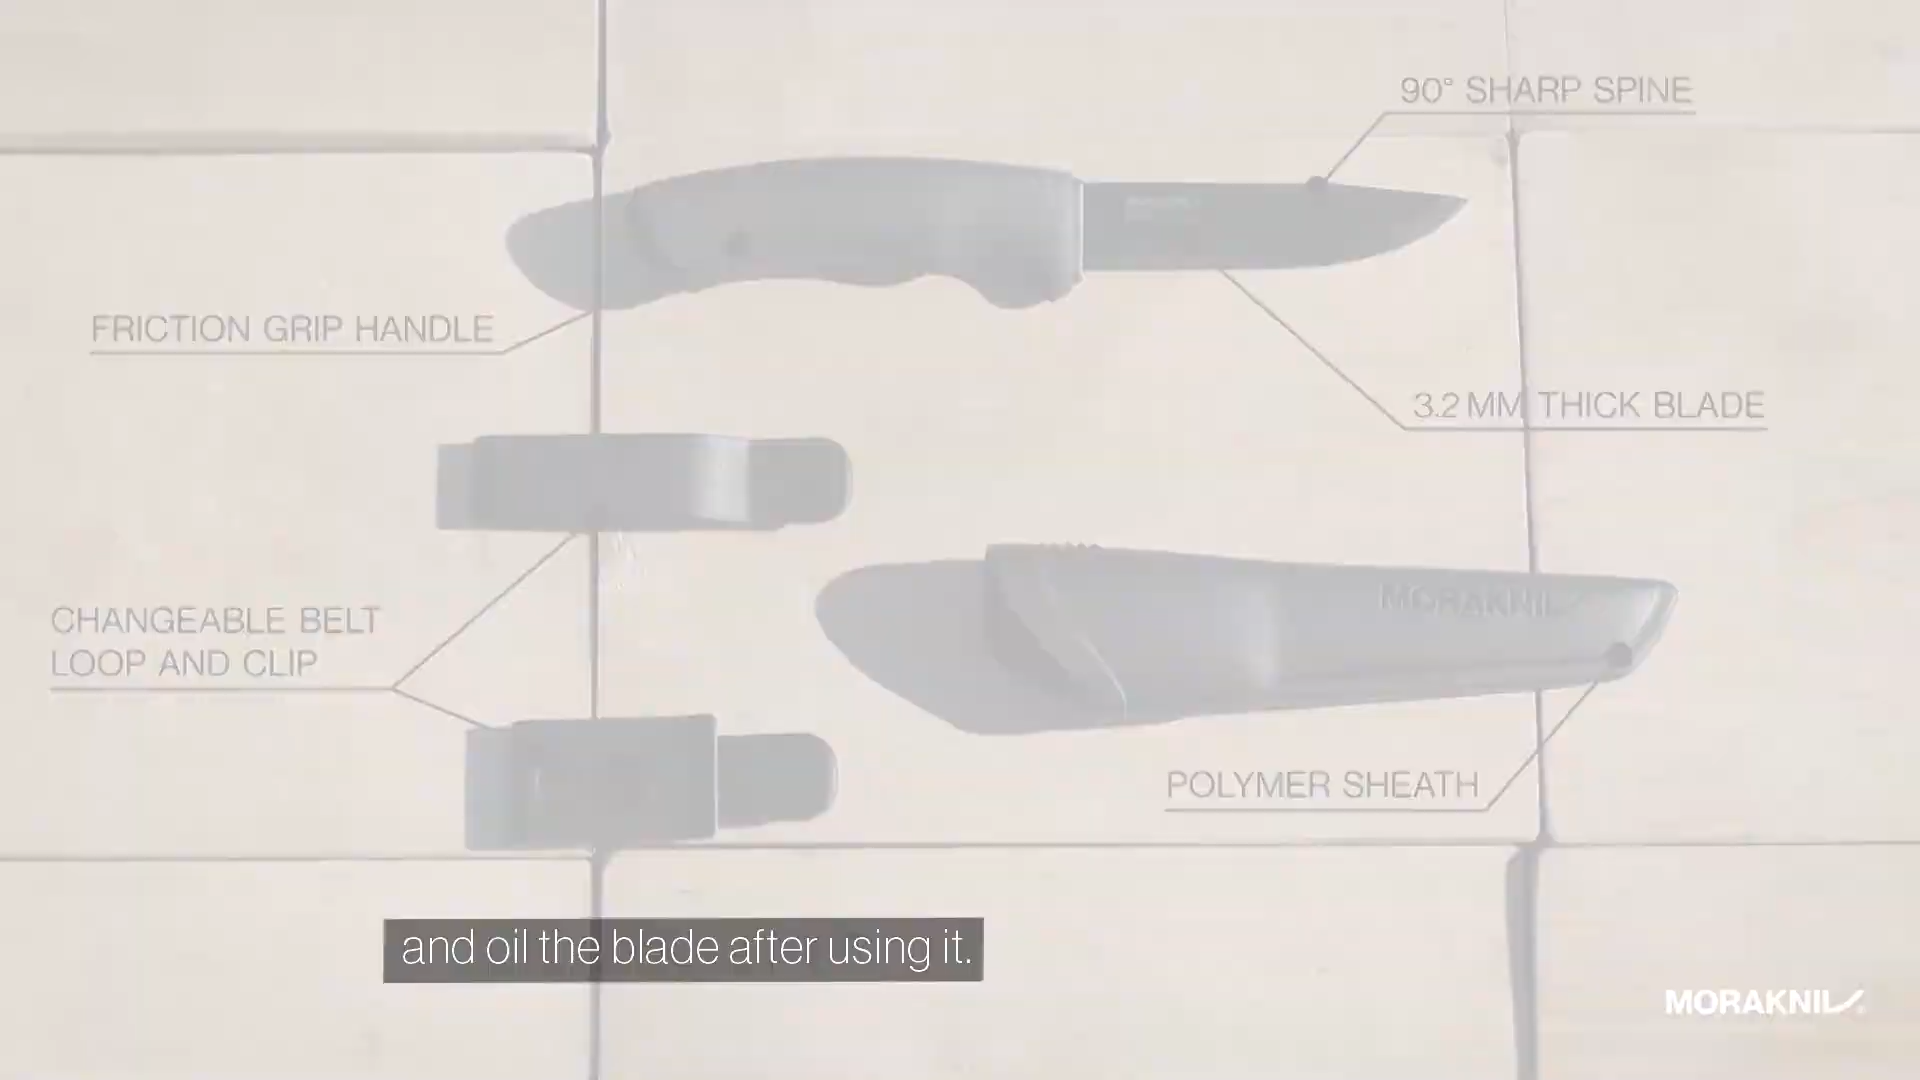 90° SHARP SPINE
FRICTION GRIP HANDLE
3.2 MM THICK BLADE
CHANGEABLE BELT
LOOP AND CLIP
MORAKNIV
POLYMER SHEATH
and oil the blade after using it.
MORAKNIV